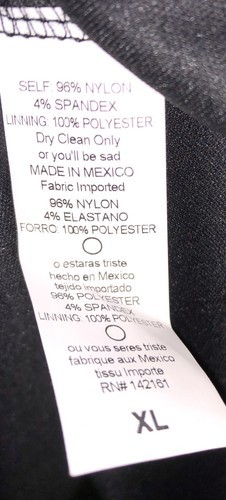 SELF: 96% NYLON
4% SPANDEX
LINNING: 100% POLYESTER
Dry Clean Only
or you'll be sad
MADE IN MEXICO
Fabric Imported
96% NYLON
4% ELASTANO
FORRO: 100% POLYESTER
o estaras triste
hecho en Mexico
tejido importado
96% POLYESTER
4% SPANDEX
LINNING: 100% POLYESTER
ou vous seres triste
fabrique aux Mexico
tissu Importe
RN# 142161
XL